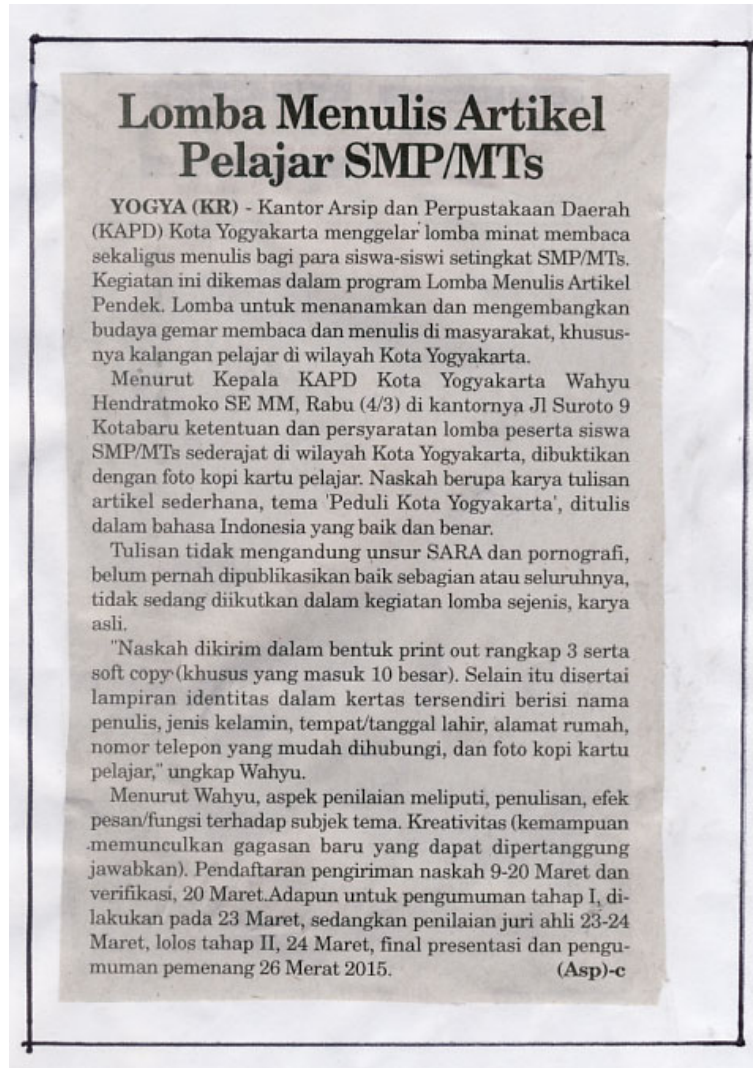 Lomba Menulis Artikel
Pelajar SMP/MTs
YOGYA (KR) - Kantor Arsip dan Perpustakaan Daerah
(KAPD) Kota Yogyakarta menggelar lomba minat membaca
sekaligus menulis bagi para siswa-siswi setingkat SMP/MTs.
Kegiatan ini dikemas dalam program Lomba Menulis Artikel
Pendek. Lomba untuk menanamkan dan mengembangkan
budaya gemar membaca dan menulis di masyarakat, khusus-
nya kalangan pelajar di wilayah Kota Yogyakarta.
Menurut Kepala KAPD Kota Yogyakarta Wahyu
Hendratmoko SE MM, Rabu (4/3) di kantornya Jl Suroto 9
Kotabaru ketentuan dan persyaratan lomba peserta siswa
SMP/MTs sederajat di wilayah Kota Yogyakarta, dibuktikan
dengan foto kopi kartu pelajar. Naskah berupa karya tulisan
artikel sederhana, tema 'Peduli Kota Yogyakarta', ditulis
dalam bahasa Indonesia yang baik dan benar.
Tulisan tidak mengandung unsur SARA dan pornografi,
belum pernah dipublikasikan baik sebagian atau seluruhnya,
tidak sedang diikutkan dalam kegiatan lomba sejenis, karya
asli.
"Naskah dikirim dalam bentuk print out rangkap 3 serta
soft copy (khusus yang masuk 10 besar). Selain itu disertai
lampiran identitas dalam kertas tersendiri berisi nama
penulis, jenis kelamin, tempat/tanggal lahir, alamat rumah,
nomor telepon yang mudah dihubungi, dan foto kopi kartu
pelajar," ungkap Wahyu.
Menurut Wahyu, aspek penilaian meliputi, penulisan, efek
pesan/fungsi terhadap subjek tema. Kreativitas (kemampuan
memunculkan gagasan baru yang dapat dipertanggung
jawabkan). Pendaftaran pengiriman naskah 9-20 Maret dan
verifikasi, 20 Maret.Adapun untuk pengumuman tahap I, di-
lakukan pada 23 Maret, sedangkan penilaian juri ahli 23-24
Maret, lolos tahap II, 24 Maret, final presentasi dan pengu-
muman pemenang 26 Merat 2015. (Asp)-c